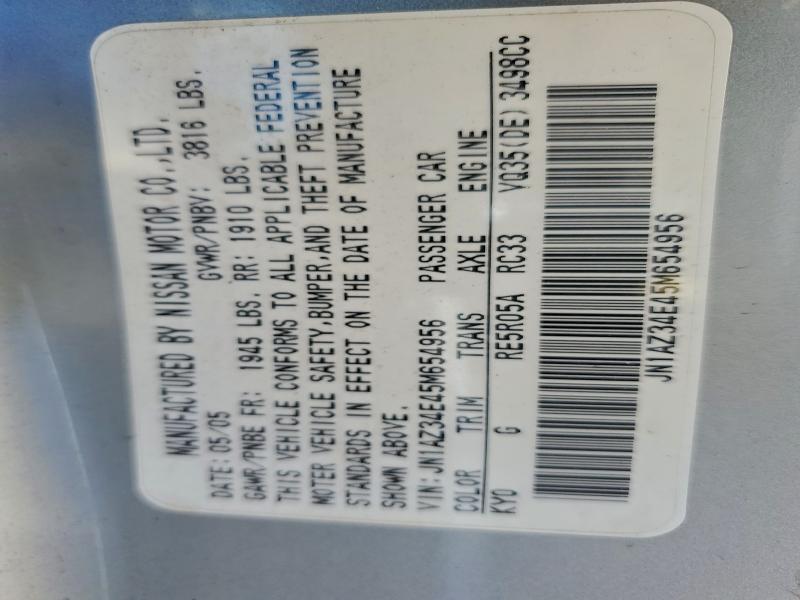 MANUFACTURED BY NISSAN MOTOR CO.,LTD.
DATE: 05/05 GVWR/PNBV: 3816 LBS.
GAWR/PNBE FR: 1945 LBS. RR: 1910 LBS.
THIS VEHICLE CONFORMS TO ALL APPLICABLE FEDERAL
MOTER VEHICLE SAFETY,BUMPER,AND THEFT PREVENTION
STANDARDS IN EFFECT ON THE DATE OF MANUFACTURE
SHOWN ABOVE.
VIN:JN1AZ34E45M654956 PASSENGER CAR
COLOR TRIM TRANS AXLE ENGINE
KYO G RE5R05A RC33 VQ35(DE) 3498CC
JN1AZ34E45M654956